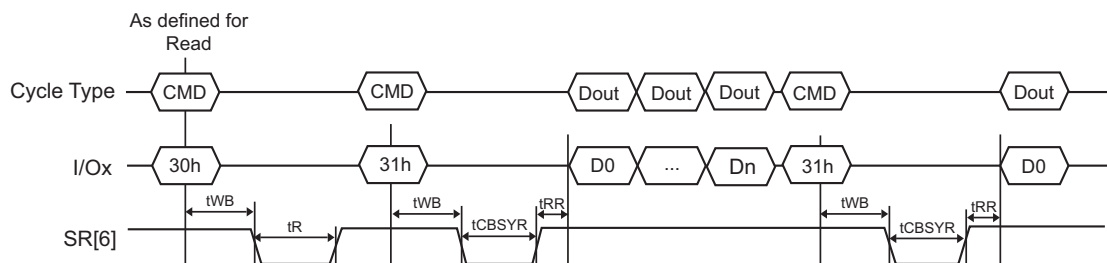 As defined for
Read
Cycle Type CMD CMD Dout Dout Dout CMD Dout
I/Ox 30h 31h D0 ... Dn 31h D0
tWB tWB tRR tWB tRR
tR tCBSYR tCBSYR
SR[6]